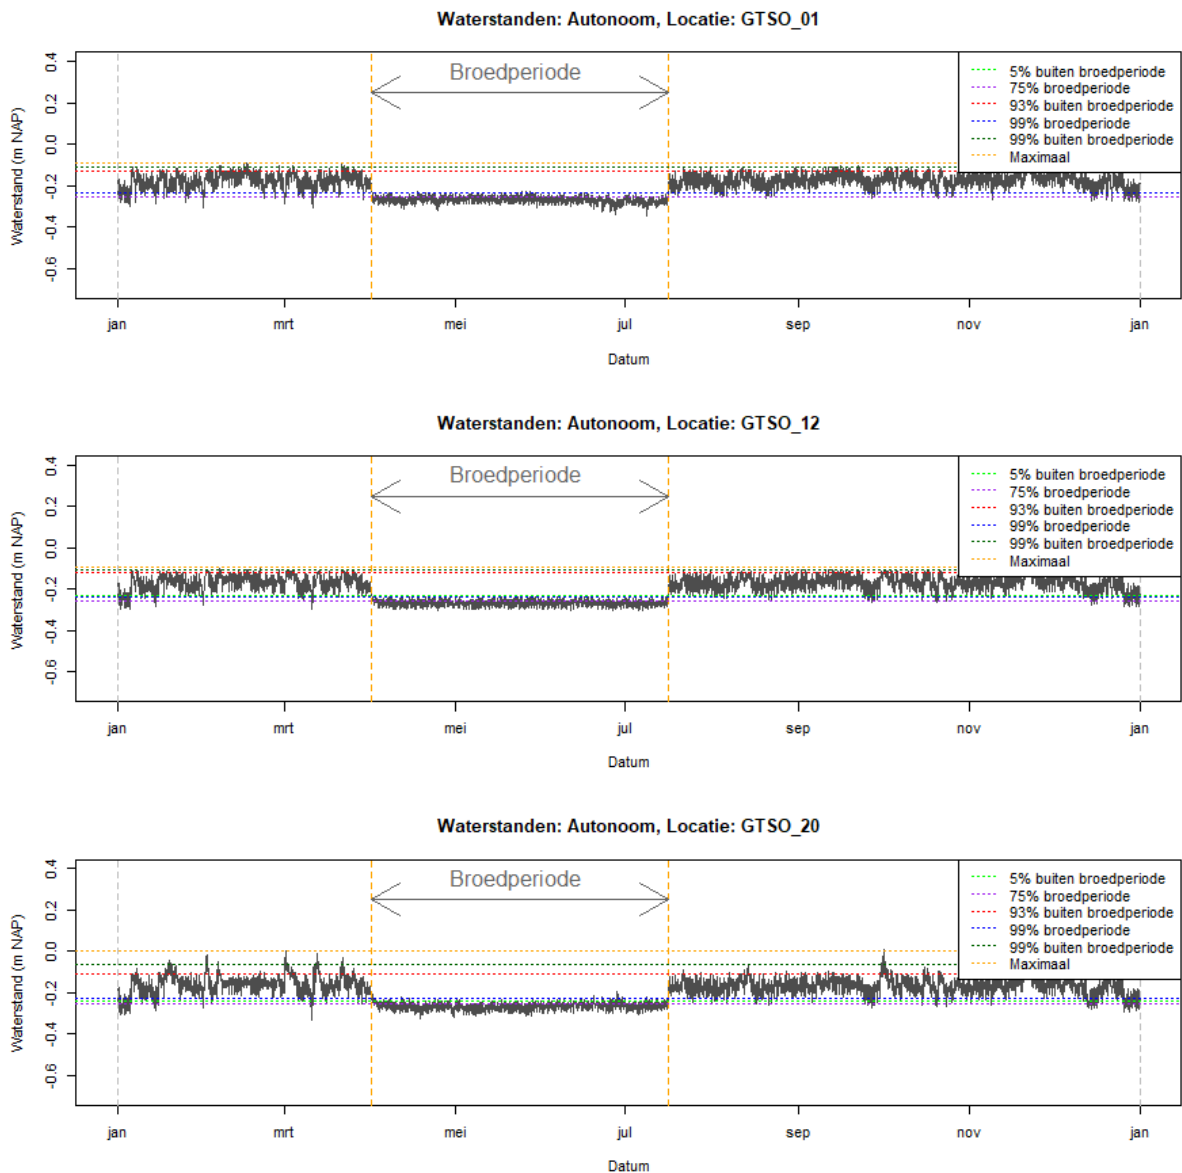 Waterstanden: Autonoom, Locatie: GTSO_01
Waterstand (m NAP)
0.4
0.2
0.0
-0.2
-0.4
-0.6
Broedperiode
5% buiten broedperiode
75% broedperiode
93% buiten broedperiode
99% broedperiode
99% buiten broedperiode
Maximaal
jan mrt mei jul sep nov jan
Datum
Waterstanden: Autonoom, Locatie: GTSO_12
Waterstand (m NAP)
0.4
0.2
0.0
-0.2
-0.4
-0.6
Broedperiode
5% buiten broedperiode
75% broedperiode
93% buiten broedperiode
99% broedperiode
99% buiten broedperiode
Maximaal
jan mrt mei jul sep nov jan
Datum
Waterstanden: Autonoom, Locatie: GTSO_20
Waterstand (m NAP)
0.4
0.2
0.0
-0.2
-0.4
-0.6
Broedperiode
5% buiten broedperiode
75% broedperiode
93% buiten broedperiode
99% broedperiode
99% buiten broedperiode
Maximaal
jan mrt mei jul sep nov jan
Datum